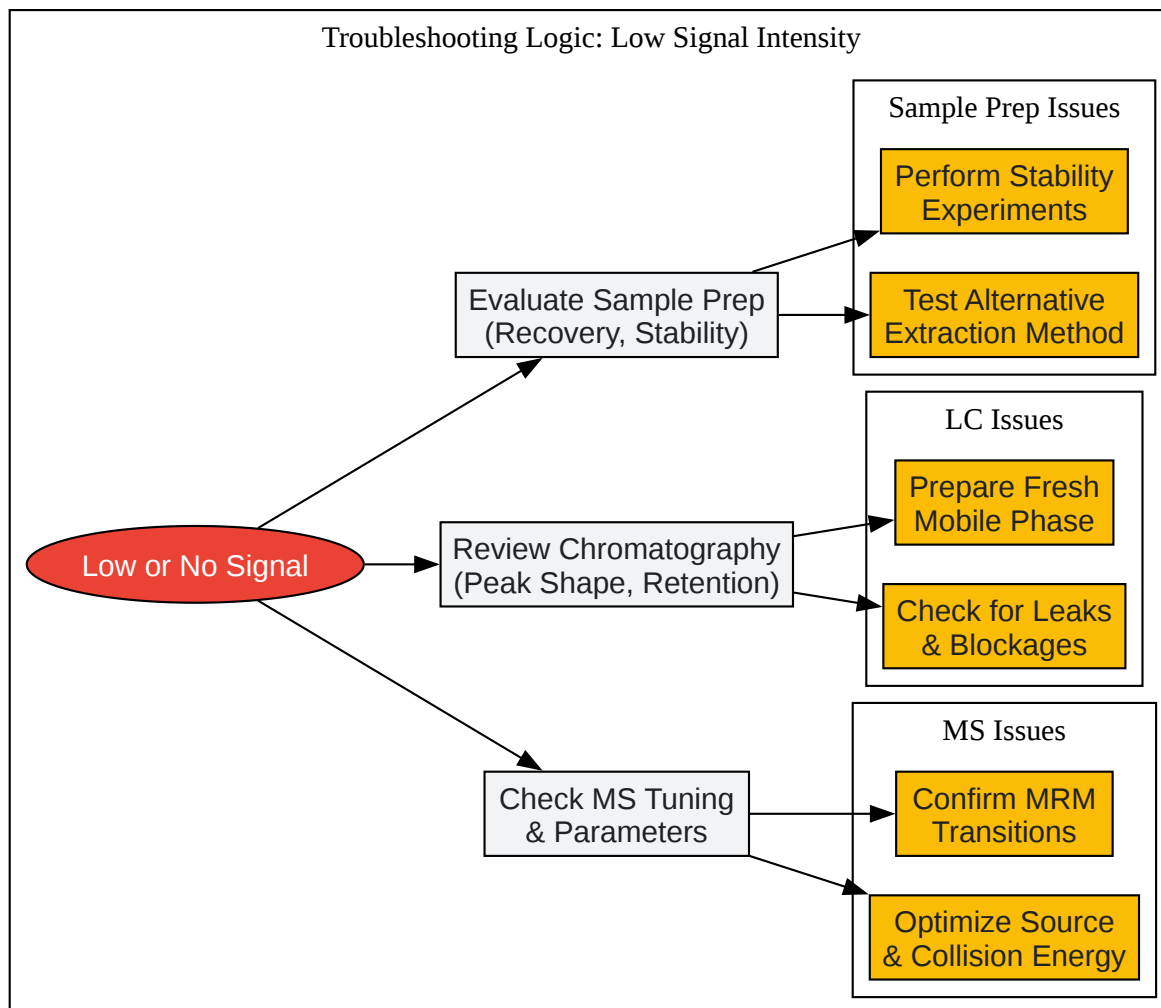 Troubleshooting Logic: Low Signal Intensity
Low or No Signal
Evaluate Sample Prep
(Recovery, Stability)
Review Chromatography
(Peak Shape, Retention)
Check MS Tuning
& Parameters
Sample Prep Issues
Perform Stability
Experiments
Test Alternative
Extraction Method
LC Issues
Prepare Fresh
Mobile Phase
Check for Leaks
& Blockages
MS Issues
Confirm MRM
Transitions
Optimize Source
& Collision Energy